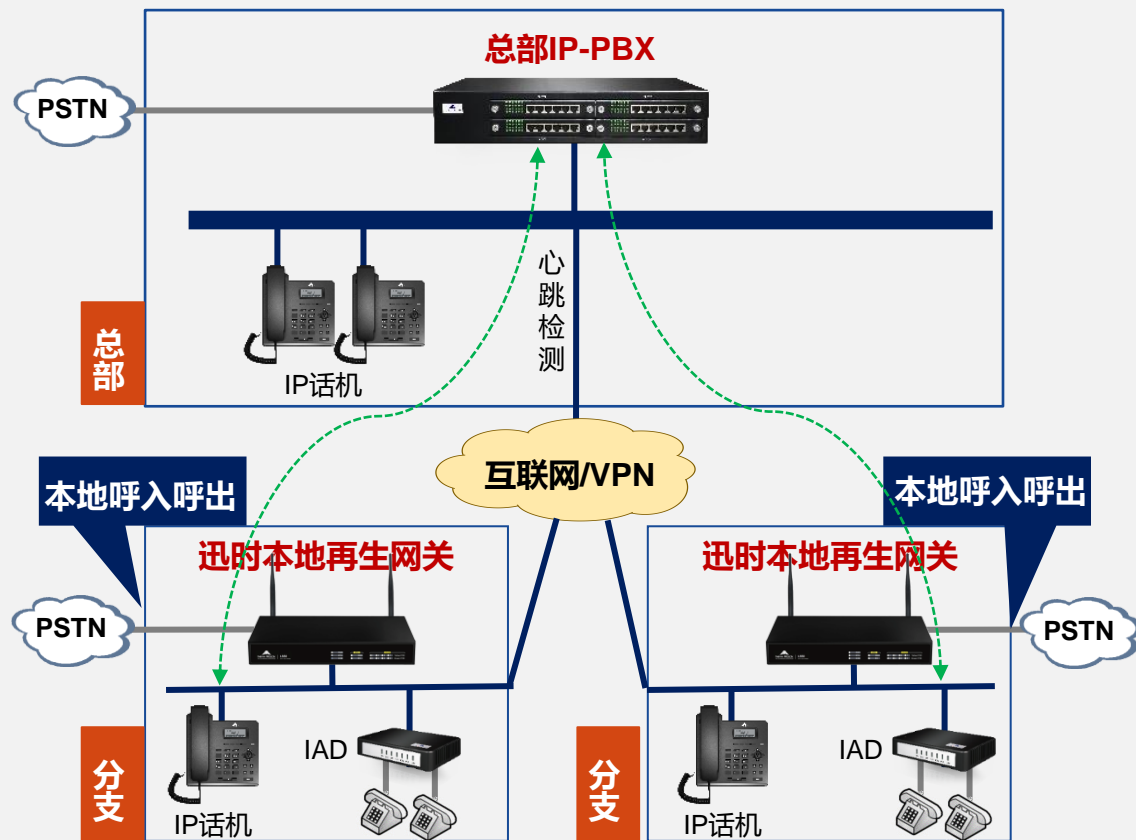 总部IP-PBX
PSTN
心跳检测
总部
IP话机
互联网/VPN
本地呼入呼出
本地呼入呼出
迅时本地再生网关
迅时本地再生网关
PSTN
PSTN
分支
IP话机
IAD
分支
IP话机
IAD